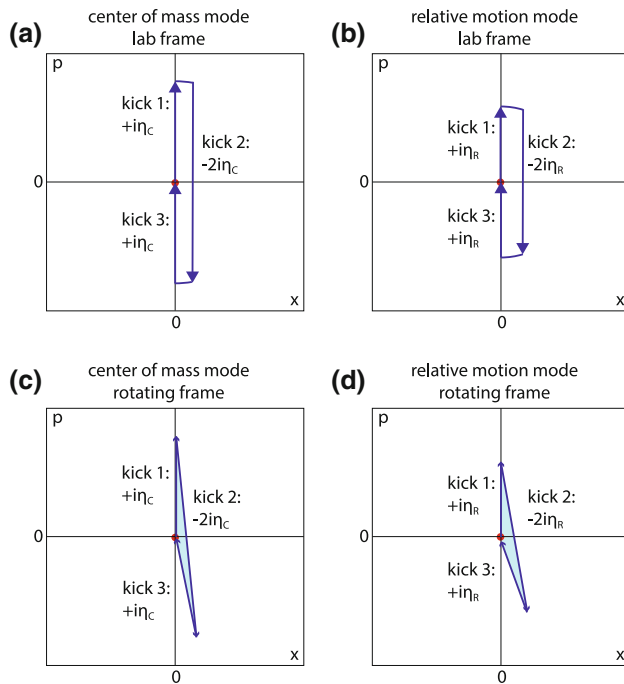 (a)
center of mass mode
lab frame
p
kick 1:
+iηC
kick 2:
-2iηC
0
kick 3:
+iηC
x
0
(b)
relative motion mode
lab frame
p
kick 1:
+iηR
kick 2:
-2iηR
0
kick 3:
+iηR
x
0
(c)
center of mass mode
rotating frame
p
kick 1:
+iηC
kick 2:
-2iηC
0
kick 3:
+iηC
x
0
(d)
relative motion mode
rotating frame
p
kick 1:
+iηR
kick 2:
-2iηR
0
kick 3:
+iηR
x
0